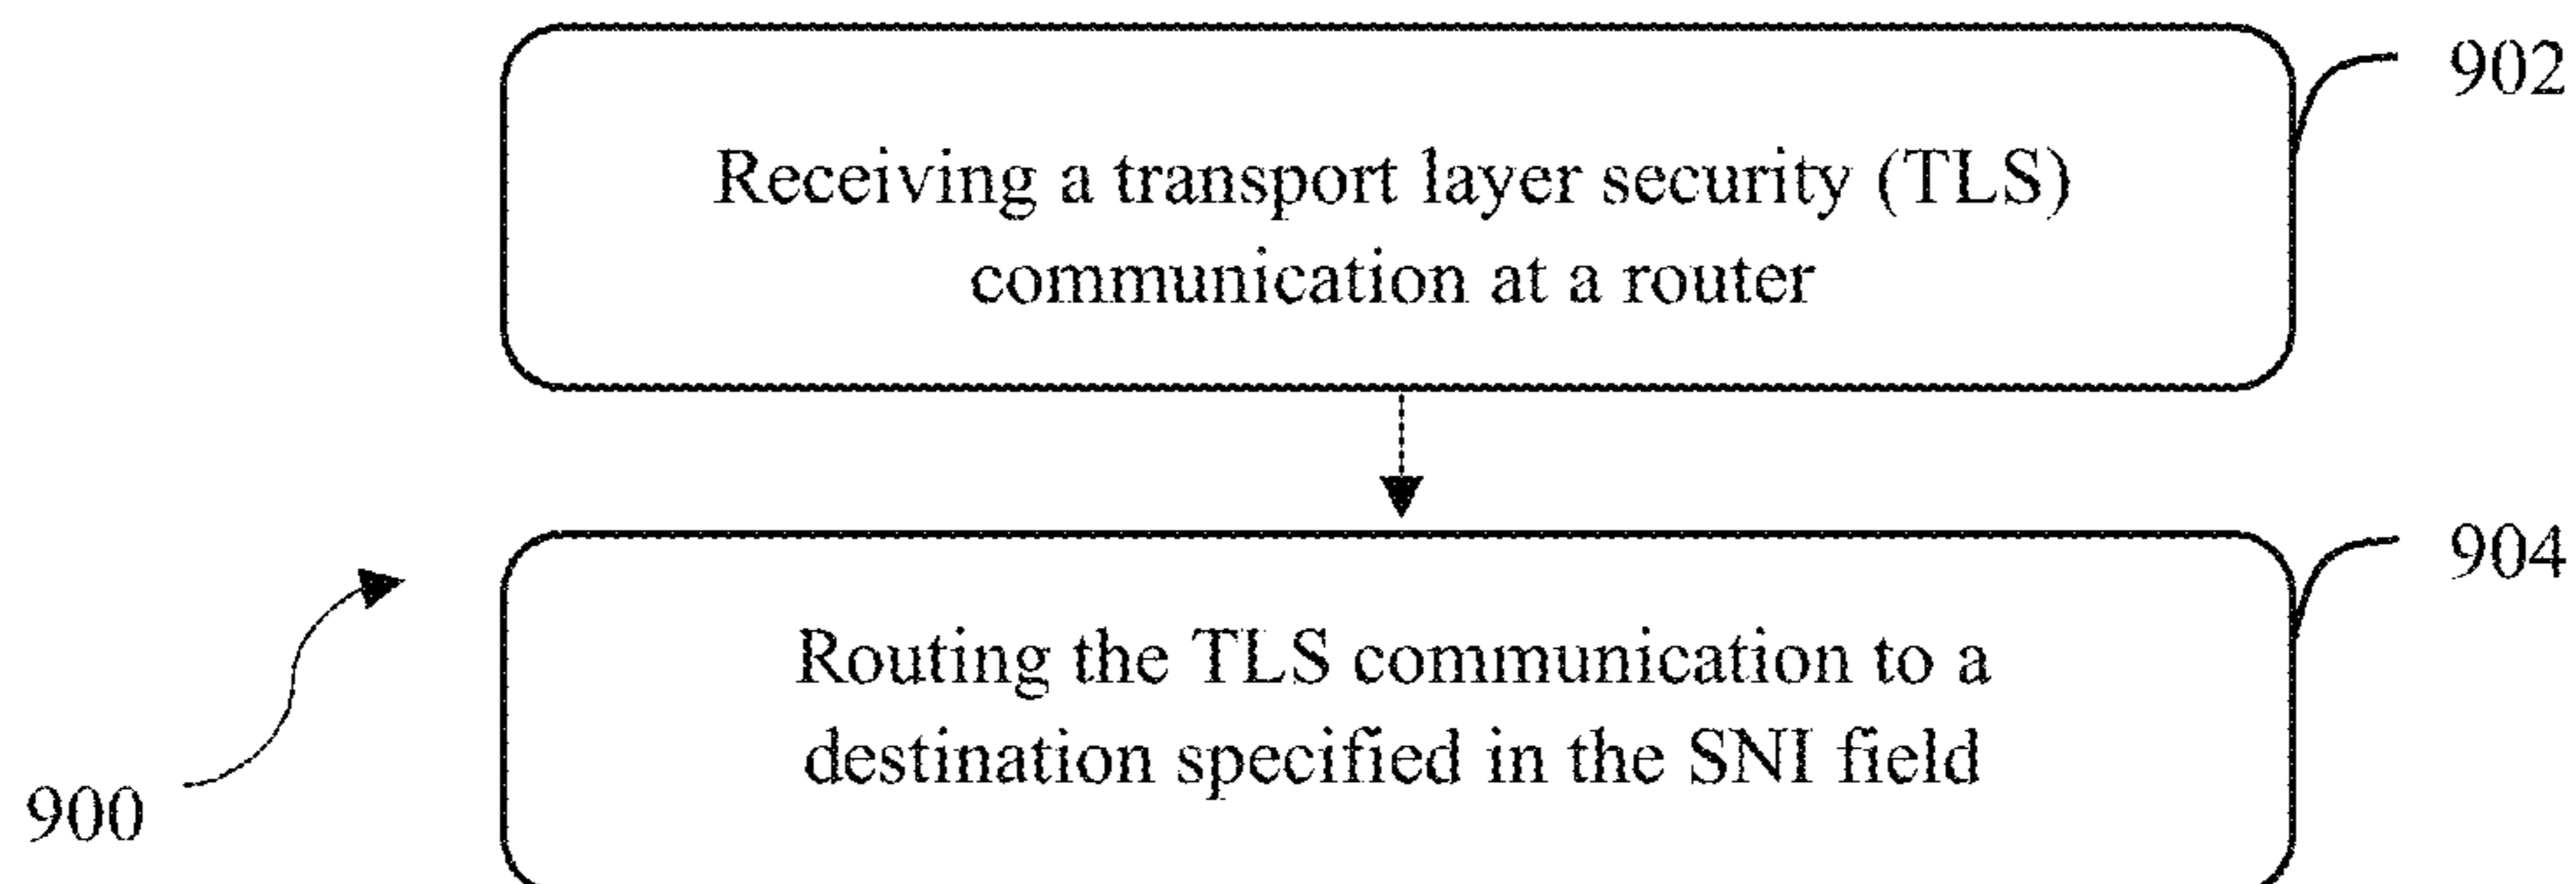 902
Receiving a transport layer security (TLS)
communication at a router
904
Routing the TLS communication to a
destination specified in the SNI field
900